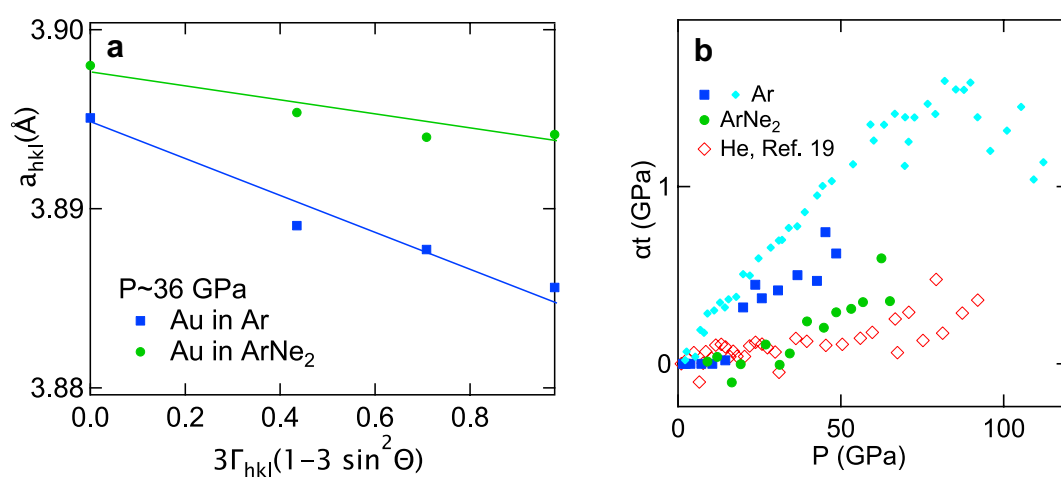 a
3.90
3.89
3.88
a_hkl(Å)
P~36 GPa
Au in Ar
Au in ArNe₂
0.0
0.2
0.4
0.6
0.8
3Γ_hkl(1−3 sin²Θ)
b
Ar
ArNe₂
He, Ref. 19
αt (GPa)
1
0
0
50
100
P (GPa)